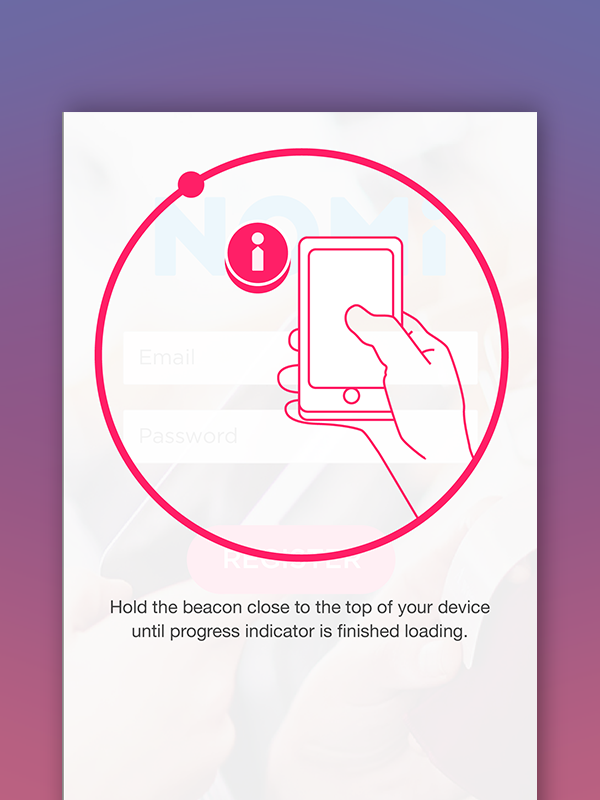 NOMi
Email
Password
REGISTER
Hold the beacon close to the top of your device
until progress indicator is finished loading.